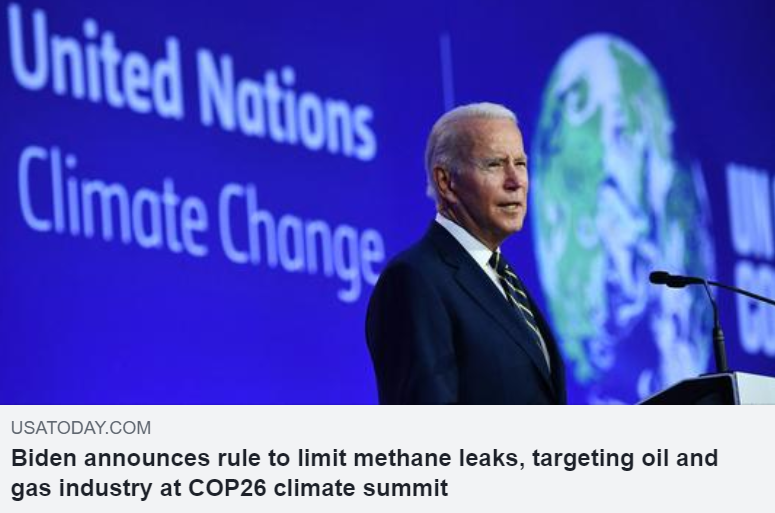 United Nations
Climate Change
UN
USATODAY.COM
Biden announces rule to limit methane leaks, targeting oil and
gas industry at COP26 climate summit